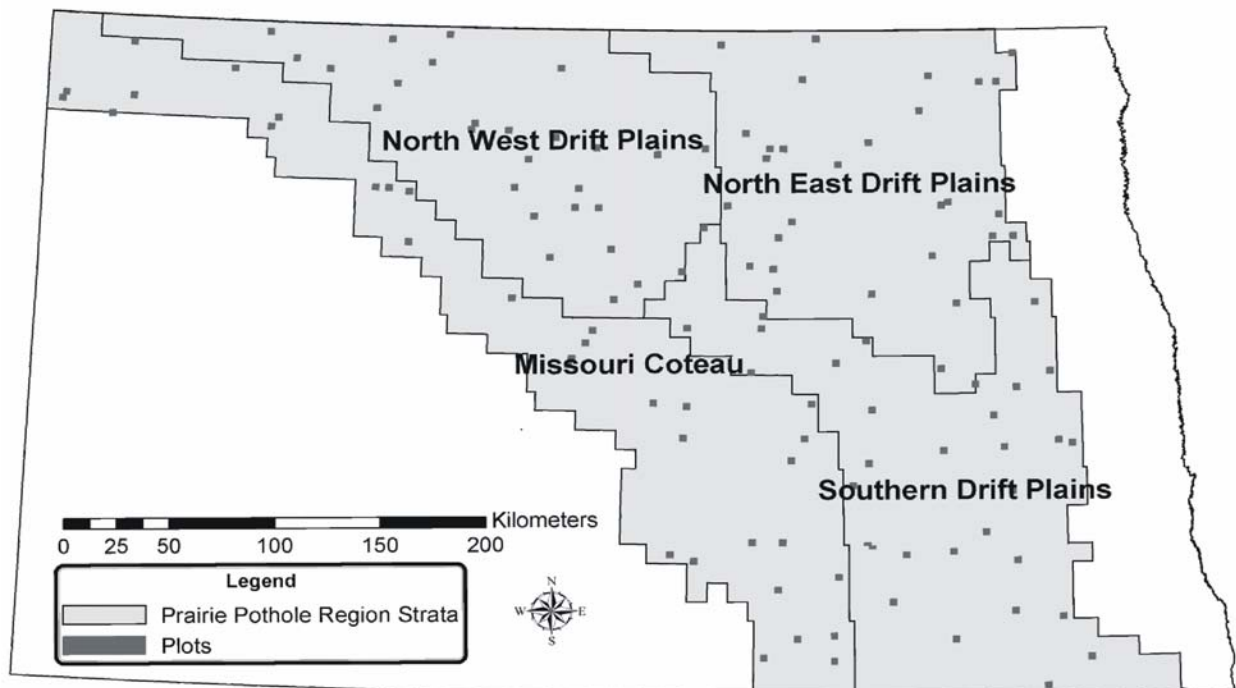 North West Drift Plains
North East Drift Plains
Missouri Coteau
Southern Drift Plains
Kilometers
0 25 50 100 150 200
Legend
Prairie Pothole Region Strata
Plots
N
W E
S